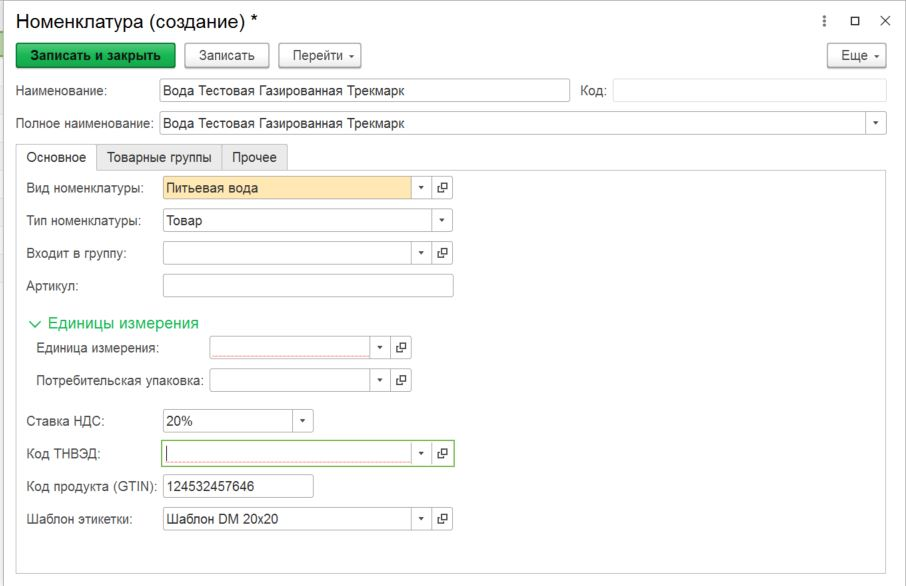 Номенклатура (создание) *
Записать и закрыть Записать Перейти Еще
Наименование: Вода Тестовая Газированная Трекмарк Код:
Полное наименование: Вода Тестовая Газированная Трекмарк
Основное Товарные группы Прочее
Вид номенклатуры: Питьевая вода
Тип номенклатуры: Товар
Входит в группу:
Артикул:
Единицы измерения
Единица измерения:
Потребительская упаковка:
Ставка НДС: 20%
Код ТНВЭД:
Код продукта (GTIN): 124532457646
Шаблон этикетки: Шаблон DM 20x20